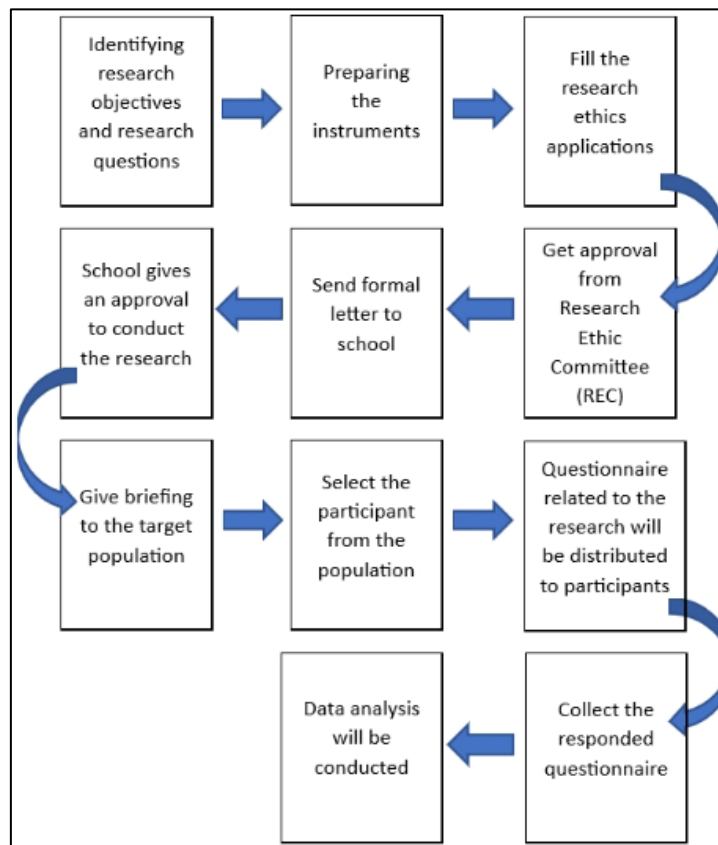 Identifying
research
objectives
and research
questions
Preparing
the
instruments
Fill the
research
ethics
applications
Get approval
from
Research
Ethic
Committee
(REC)
Send formal
letter to
school
School gives
an approval
to conduct
the research
Give briefing
to the target
population
Select the
participant
from the
population
Questionnaire
related to the
research will
be distributed
to participants
Collect the
responded
questionnaire
Data analysis
will be
conducted